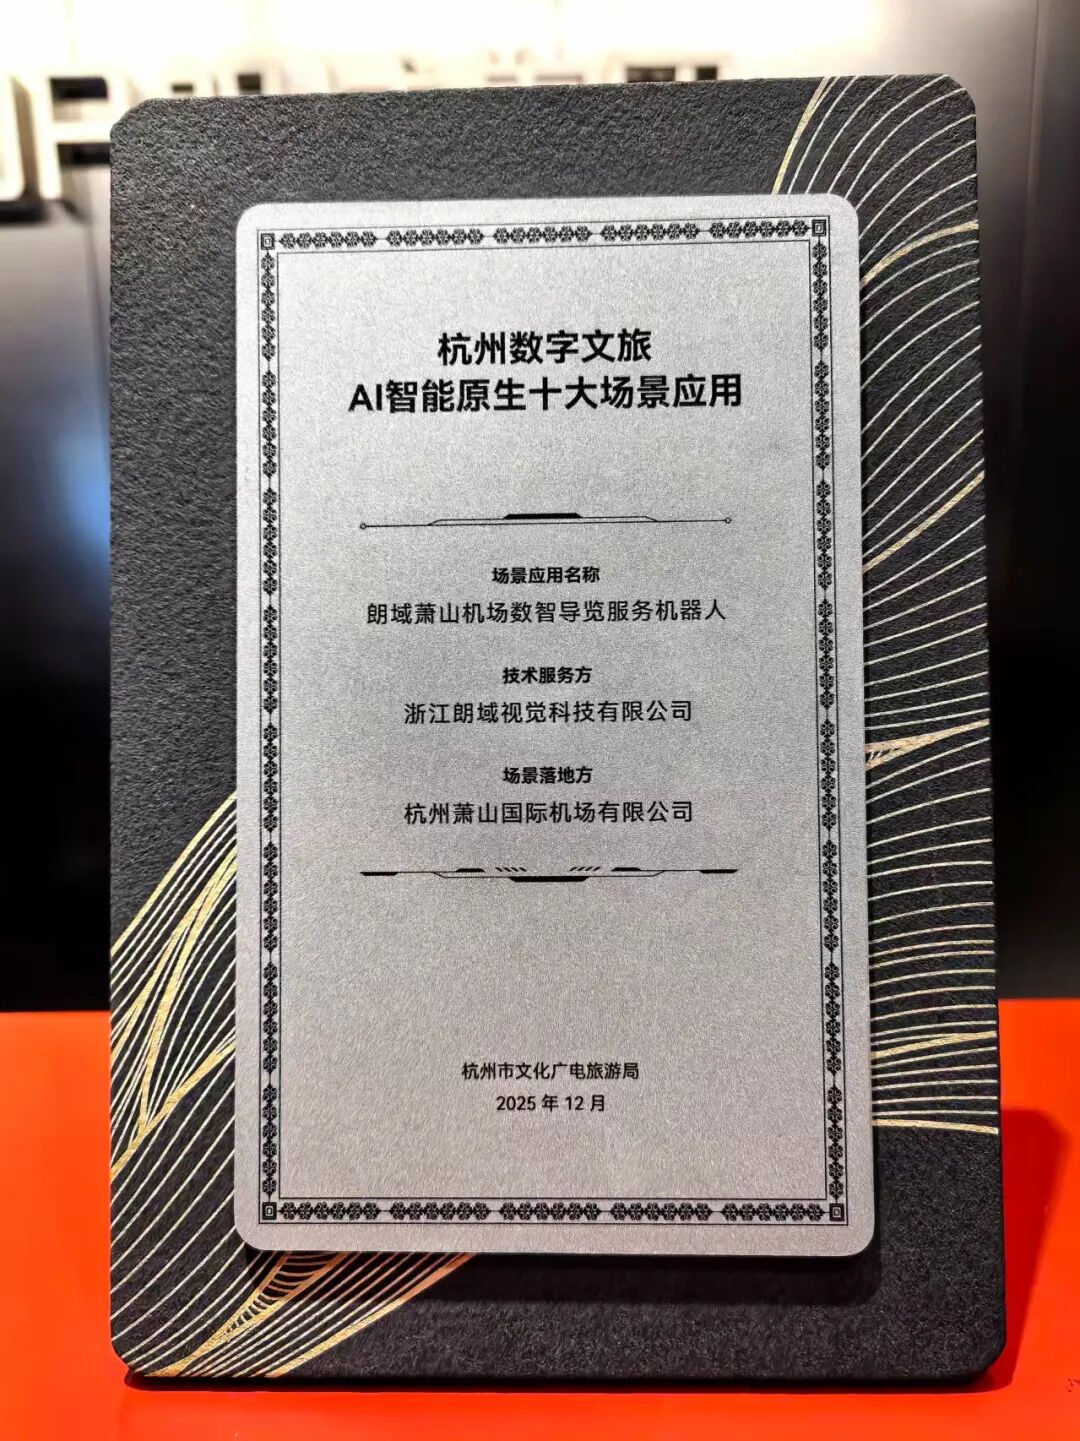 杭州数字文旅
AI智能原生十大场景应用
场景应用名称
朗域萧山机场数智导览服务机器人
技术服务方
浙江朗域视觉科技有限公司
场景落地方
杭州萧山国际机场有限公司
杭州市文化广电旅游局
2025 年 12 月